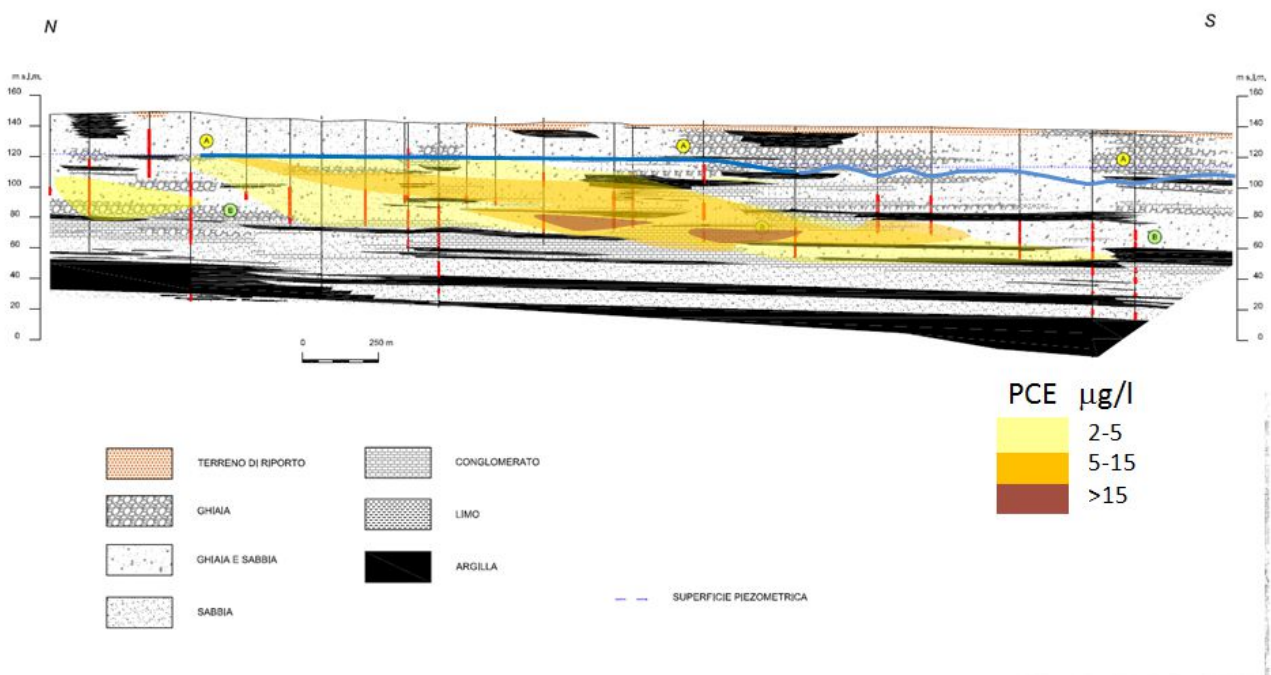 N
S
m s.l.m.
m s.l.m.
160
160
140
140
120
120
100
100
80
80
60
60
40
40
20
20
0
0
A
A
A
B
B
B
0 250 m
PCE µg/l
2-5
5-15
>15
TERRENO DI RIPORTO
GHIAIA
GHIAIA E SABBIA
SABBIA
CONGLOMERATO
LIMO
ARGILLA
SUPERFICIE PIEZOMETRICA